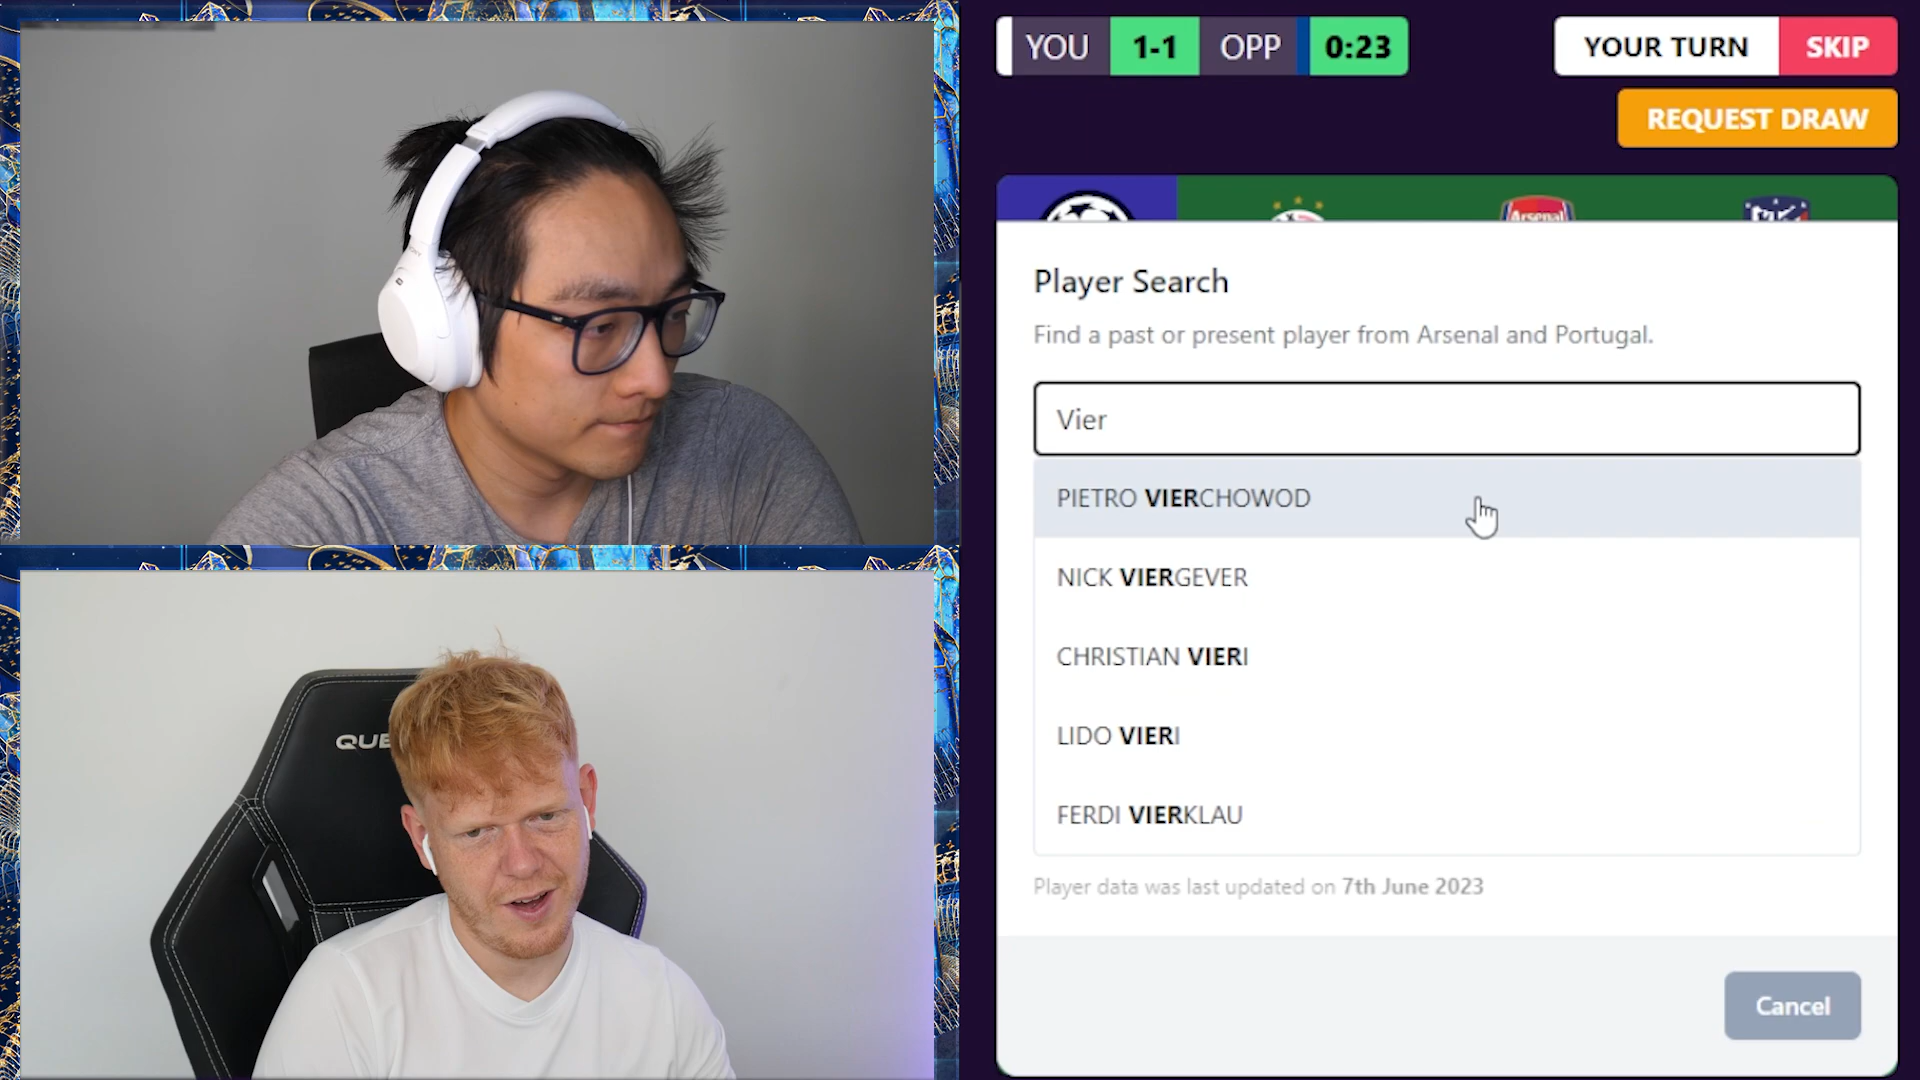 YOU 1-1 OPP 0:23
YOUR TURN SKIP
REQUEST DRAW
Arsenal
Player Search
Find a past or present player from Arsenal and Portugal.
Vier
PIETRO VIERCHOWOD
NICK VIERGEVER
CHRISTIAN VIERI
LIDO VIERI
FERDI VIERKLAU
Player data was last updated on 7th June 2023
Cancel
QUE